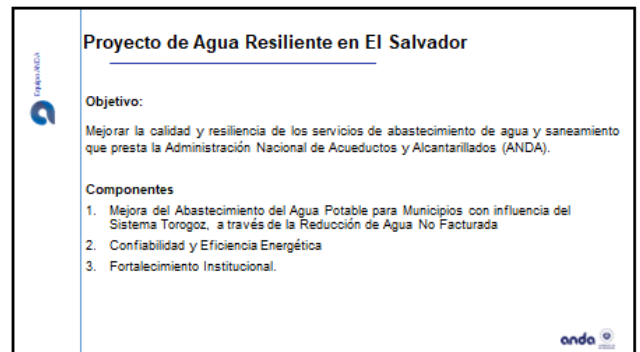 Proyecto de Agua Resiliente en El Salvador
Equipo ANDA
Objetivo:
Mejorar la calidad y resiliencia de los servicios de abastecimiento de agua y saneamiento
que presta la Administración Nacional de Acueductos y Alcantarillados (ANDA).
Componentes
1. Mejora del Abastecimiento del Agua Potable para Municipios con influencia del
Sistema Torogoz, a través de la Reducción de Agua No Facturada
2. Confiabilidad y Eficiencia Energética
3. Fortalecimiento Institucional.
anda